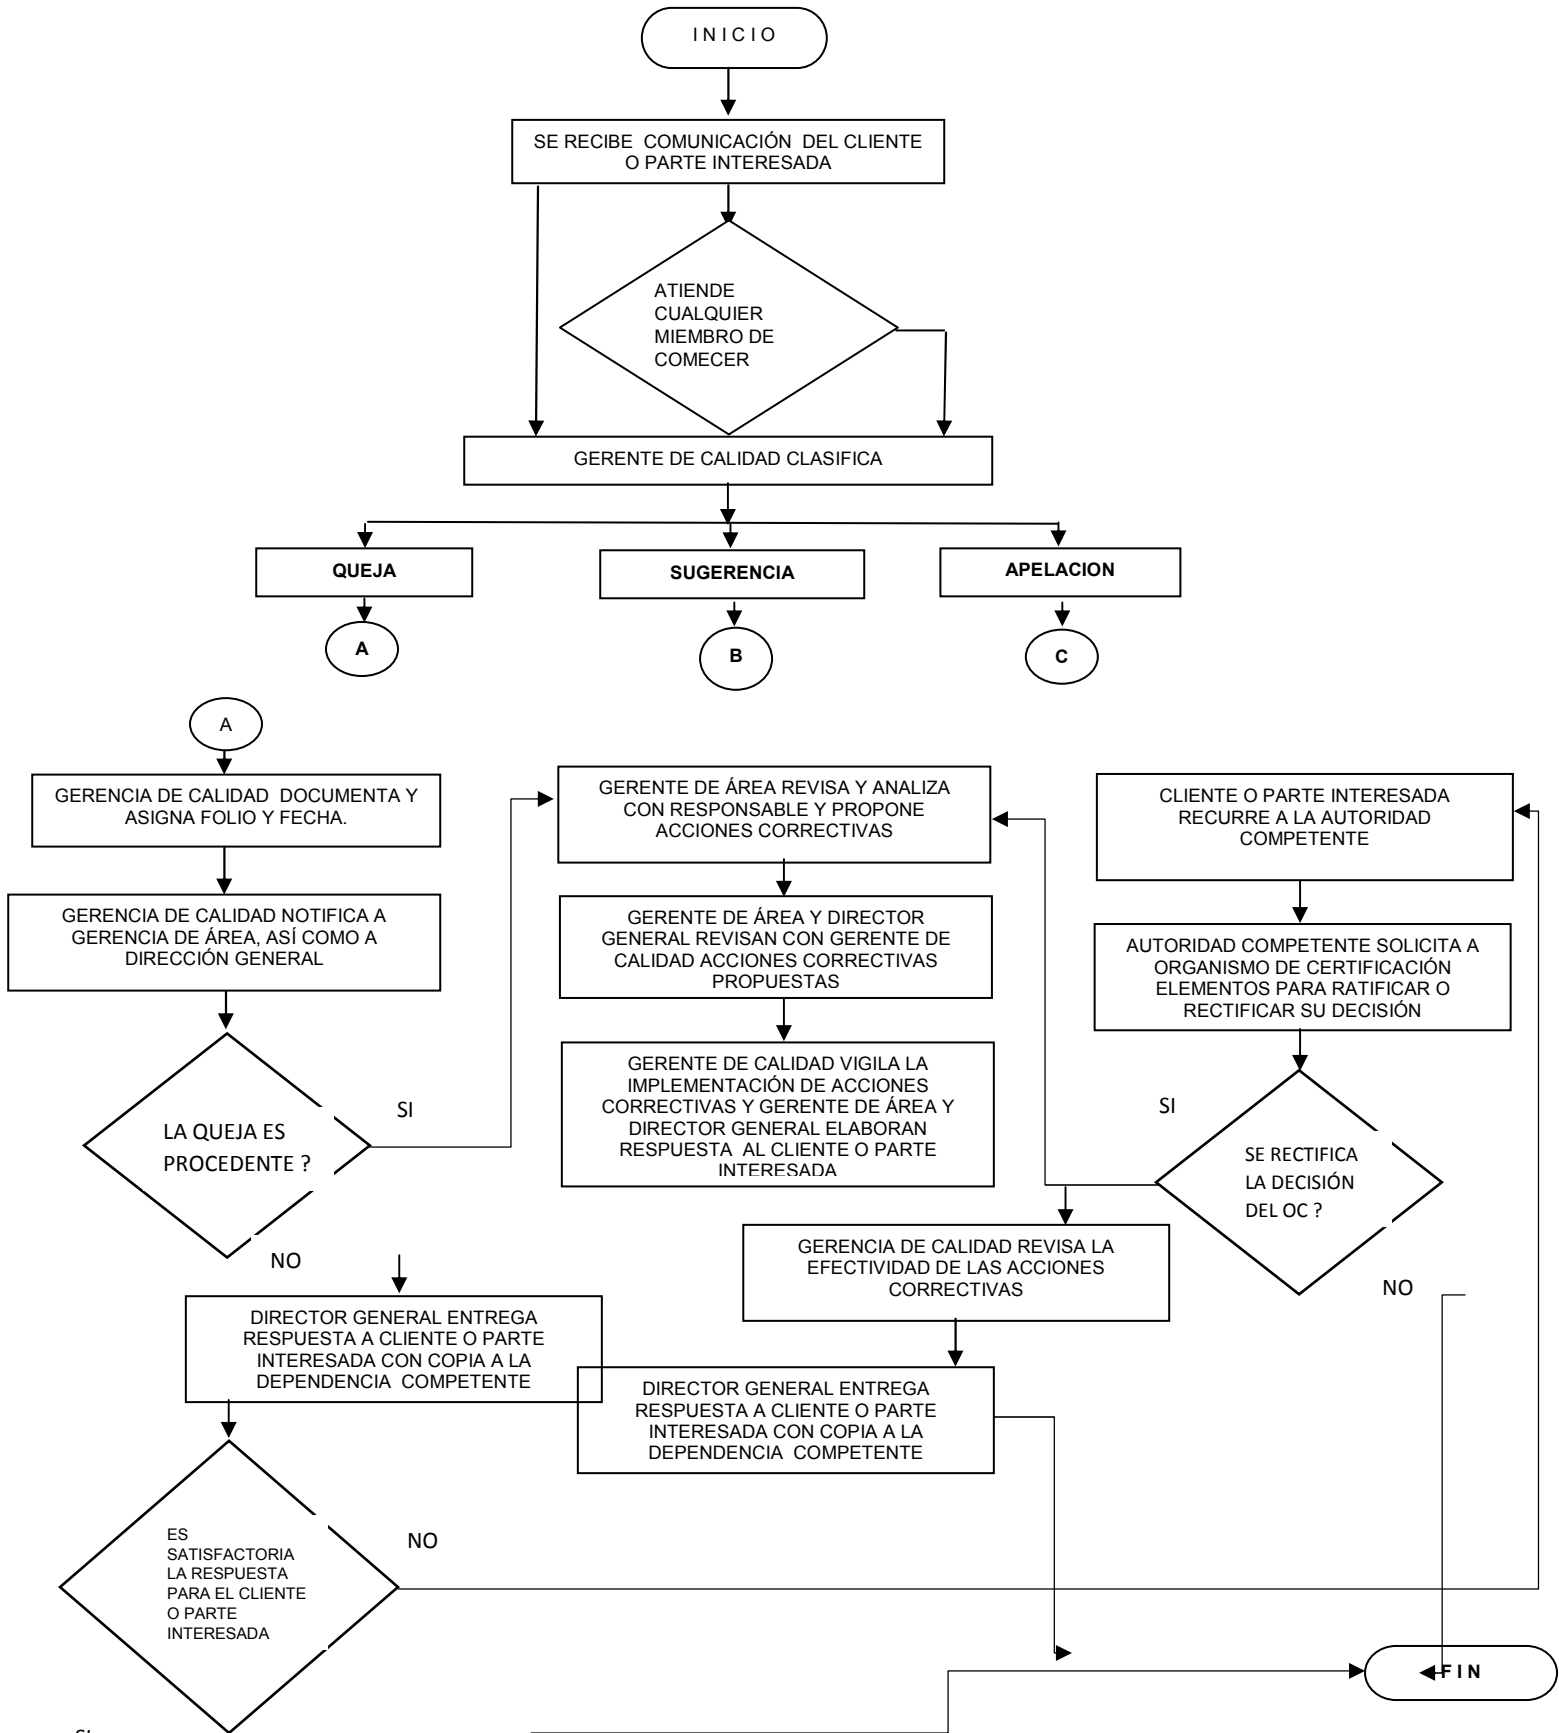 I N I C I O
SE RECIBE COMUNICACIÓN DEL CLIENTE
O PARTE INTERESADA
ATIENDE
CUALQUIER
MIEMBRO DE
COMECER
GERENTE DE CALIDAD CLASIFICA
QUEJA
SUGERENCIA
APELACION
A
B
C
A
GERENCIA DE CALIDAD DOCUMENTA Y
ASIGNA FOLIO Y FECHA.
GERENCIA DE CALIDAD NOTIFICA A
GERENCIA DE ÁREA, ASÍ COMO A
DIRECCIÓN GENERAL
LA QUEJA ES
PROCEDENTE ?
SI
NO
GERENTE DE ÁREA REVISA Y ANALIZA
CON RESPONSABLE Y PROPONE
ACCIONES CORRECTIVAS
GERENTE DE ÁREA Y DIRECTOR
GENERAL REVISAN CON GERENTE DE
CALIDAD ACCIONES CORRECTIVAS
PROPUESTAS
GERENTE DE CALIDAD VIGILA LA
IMPLEMENTACIÓN DE ACCIONES
CORRECTIVAS Y GERENTE DE ÁREA Y
DIRECTOR GENERAL ELABORAN
RESPUESTA AL CLIENTE O PARTE
INTERESADA
CLIENTE O PARTE INTERESADA
RECURRE A LA AUTORIDAD
COMPETENTE
AUTORIDAD COMPETENTE SOLICITA A
ORGANISMO DE CERTIFICACIÓN
ELEMENTOS PARA RATIFICAR O
RECTIFICAR SU DECISIÓN
SI
SE RECTIFICA
LA DECISIÓN
DEL OC ?
NO
GERENCIA DE CALIDAD REVISA LA
EFECTIVIDAD DE LAS ACCIONES
CORRECTIVAS
DIRECTOR GENERAL ENTREGA
RESPUESTA A CLIENTE O PARTE
INTERESADA CON COPIA A LA
DEPENDENCIA COMPETENTE
DIRECTOR GENERAL ENTREGA
RESPUESTA A CLIENTE O PARTE
INTERESADA CON COPIA A LA
DEPENDENCIA COMPETENTE
ES
SATISFACTORIA
LA RESPUESTA
PARA EL CLIENTE
O PARTE
INTERESADA
NO
F I N
SI